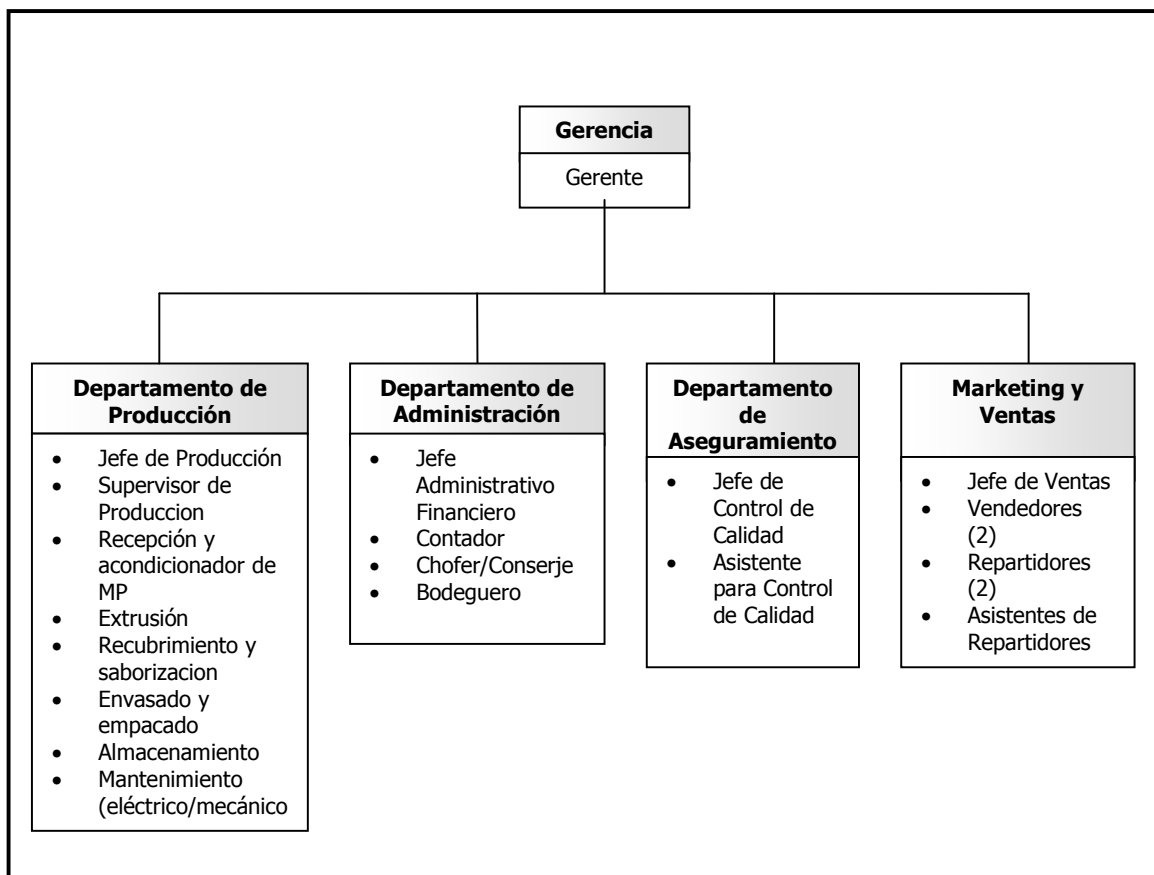 Gerencia
Gerente
Departamento de
Producción
• Jefe de Producción
• Supervisor de
Produccion
• Recepción y
acondicionador de
MP
• Extrusión
• Recubrimiento y
saborizacion
• Envasado y
empacado
• Almacenamiento
• Mantenimiento
(eléctrico/mecánico
Departamento de
Administración
• Jefe
Administrativo
Financiero
• Contador
• Chofer/Conserje
• Bodeguero
Departamento
de
Aseguramiento
• Jefe de
Control de
Calidad
• Asistente
para Control
de Calidad
Marketing y
Ventas
• Jefe de Ventas
• Vendedores
(2)
• Repartidores
(2)
• Asistentes de
Repartidores